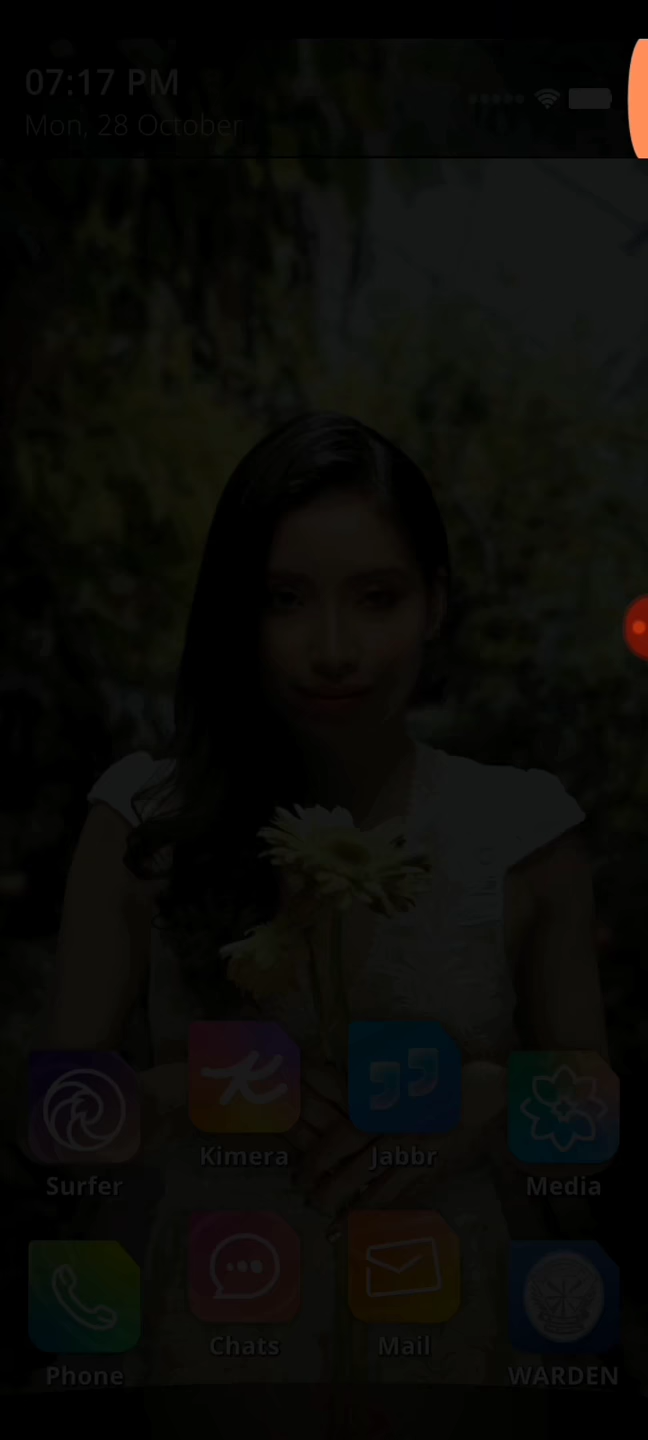 07:17 PM
Mon, 28 October
Kimera
Jabbr
Surfer
Media
Chats
Mail
Phone
WARDEN